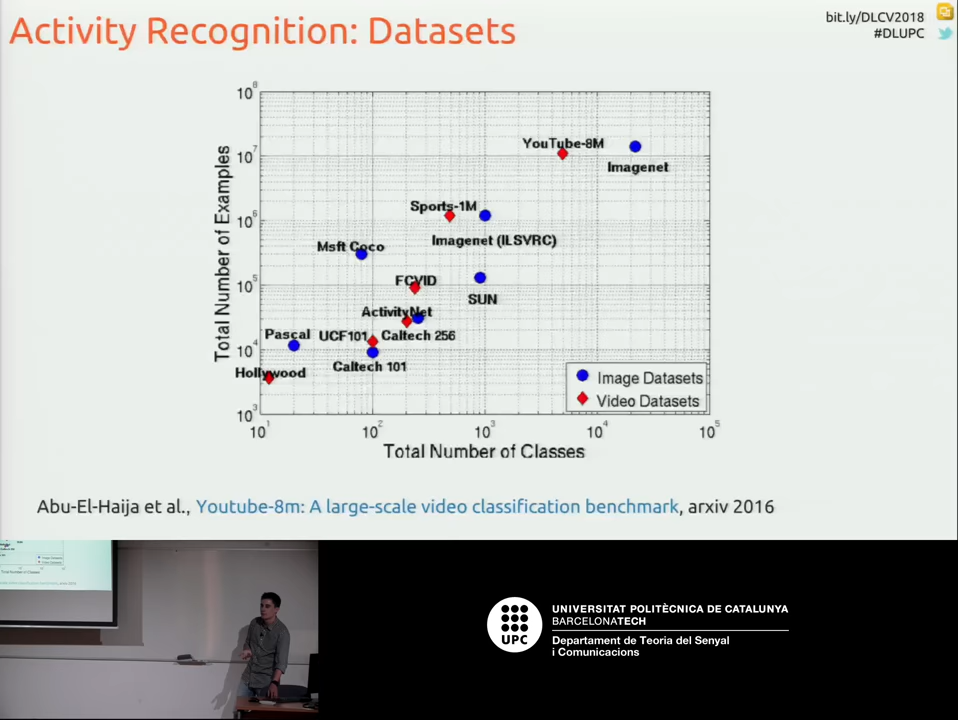 Activity Recognition: Datasets
bit.ly/DLCV2018
#DLUPC
Total Number of Examples
10^8
10^7
10^6
10^5
10^4
10^3
YouTube-8M
Imagenet
Sports-1M
Imagenet (ILSVRC)
Msft Coco
FCVID
SUN
ActivityNet
Pascal
UCF101
Caltech 256
Caltech 101
Hollywood
Image Datasets
Video Datasets
10^1
10^2
10^3
10^4
10^5
Total Number of Classes
Abu-El-Haija et al., Youtube-8m: A large-scale video classification benchmark, arxiv 2016
UPC
UNIVERSITAT POLITÈCNICA DE CATALUNYA
BARCELONATECH
Departament de Teoria del Senyal
i Comunicacions